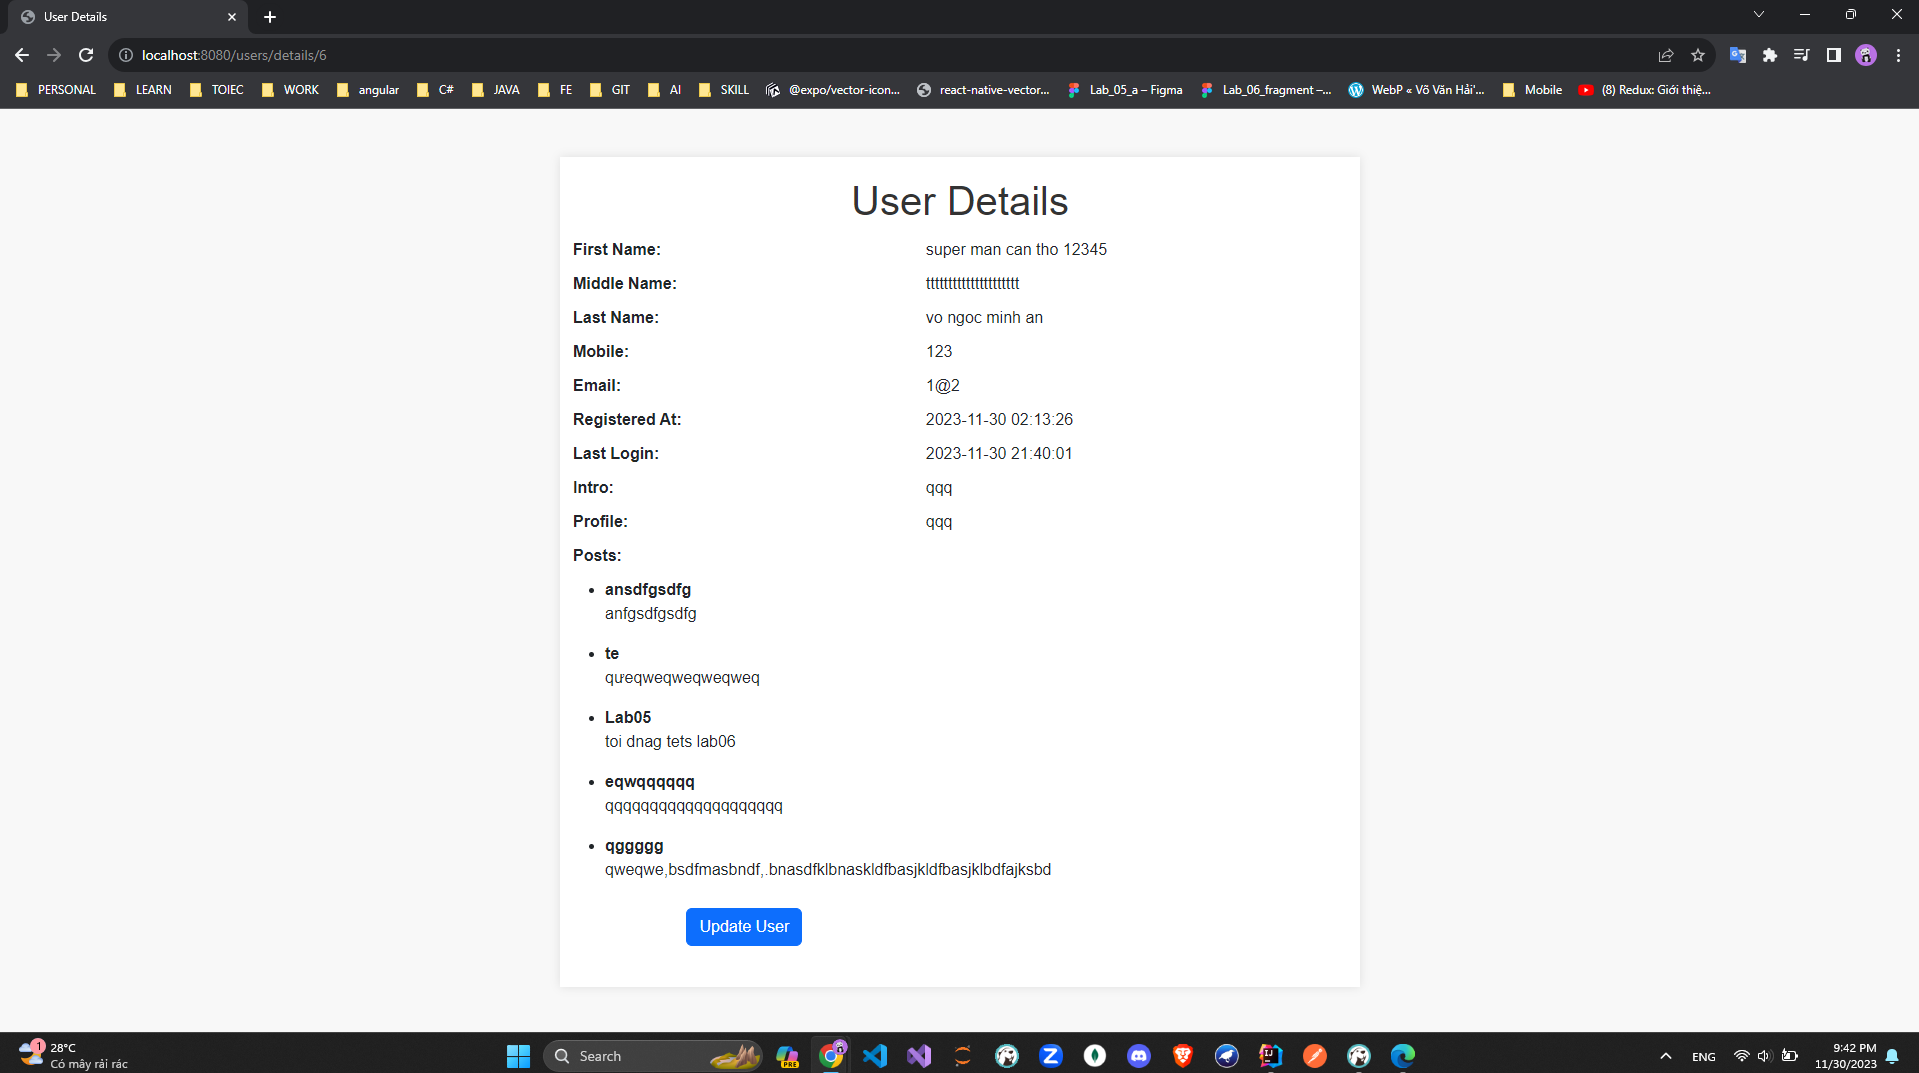 User Details
localhost:8080/users/details/6
PERSONAL LEARN TOIEC WORK angular C# JAVA FE GIT AI SKILL @expo/vector-icon... react-native-vector... Lab_05_a – Figma Lab_06_fragment –... WebP « Võ Văn Hải'... Mobile (8) Redux: Giới thiệ...
User Details
First Name: super man can tho 12345
Middle Name: ttttttttttttttttttttt
Last Name: vo ngoc minh an
Mobile: 123
Email: 1@2
Registered At: 2023-11-30 02:13:26
Last Login: 2023-11-30 21:40:01
Intro: qqq
Profile: qqq
Posts:
ansdfgsdfg
anfgsdfgsdfg
te
qưeqweqweqweqweq
Lab05
toi dnag tets lab06
eqwqqqqqq
qqqqqqqqqqqqqqqqqqqq
qggggg
qweqwe,bsdfmasbndf,.bnasdfklbnaskldfbasjkldfbasjklbdfajksbd
Update User
1 28°C
Có mây rải rác
Search
PRE
ENG
9:42 PM
11/30/2023